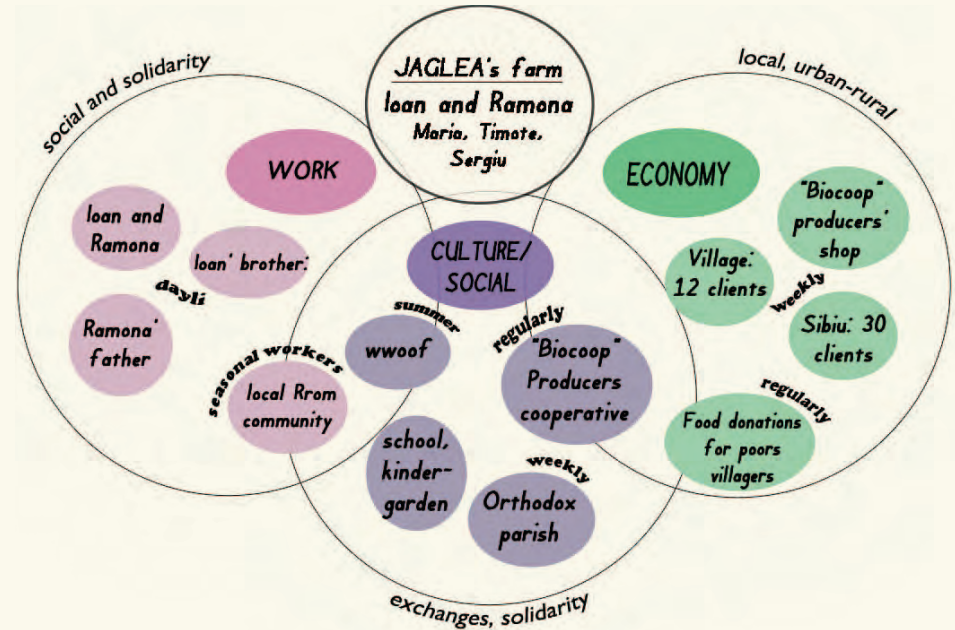 JAGLEA's farm
Ioan and Ramona
Maria, Timote,
Sergiu
social and solidarity
WORK
Ioan and
Ramona
Ioan' brother:
dayli
Ramona'
father
seasonal workers
local Rrom
community
CULTURE/
SOCIAL
summer
wwoof
regularly
"Biocoop"
Producers
cooperative
school,
kinder-
garden
weekly
Orthodox
parish
exchanges, solidarity
local, urban-rural
ECONOMY
"Biocoop"
producers'
shop
Village:
12 clients
weekly
Sibiu: 30
clients
regularly
Food donations
for poors
villagers